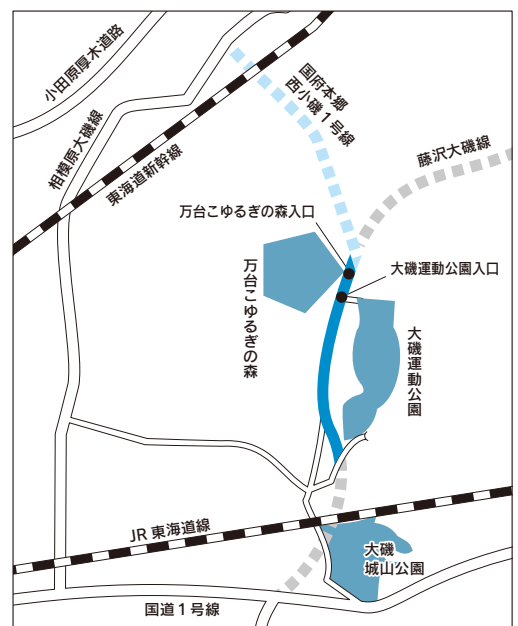 小田原厚木道路
国府本郷
西小磯１号線
相模原大磯線
東海道新幹線
藤沢大磯線
万台こゆるぎの森入口
大磯運動公園入口
万台こゆるぎの森
大磯運動公園
JR 東海道線
大磯
城山公園
国道１号線